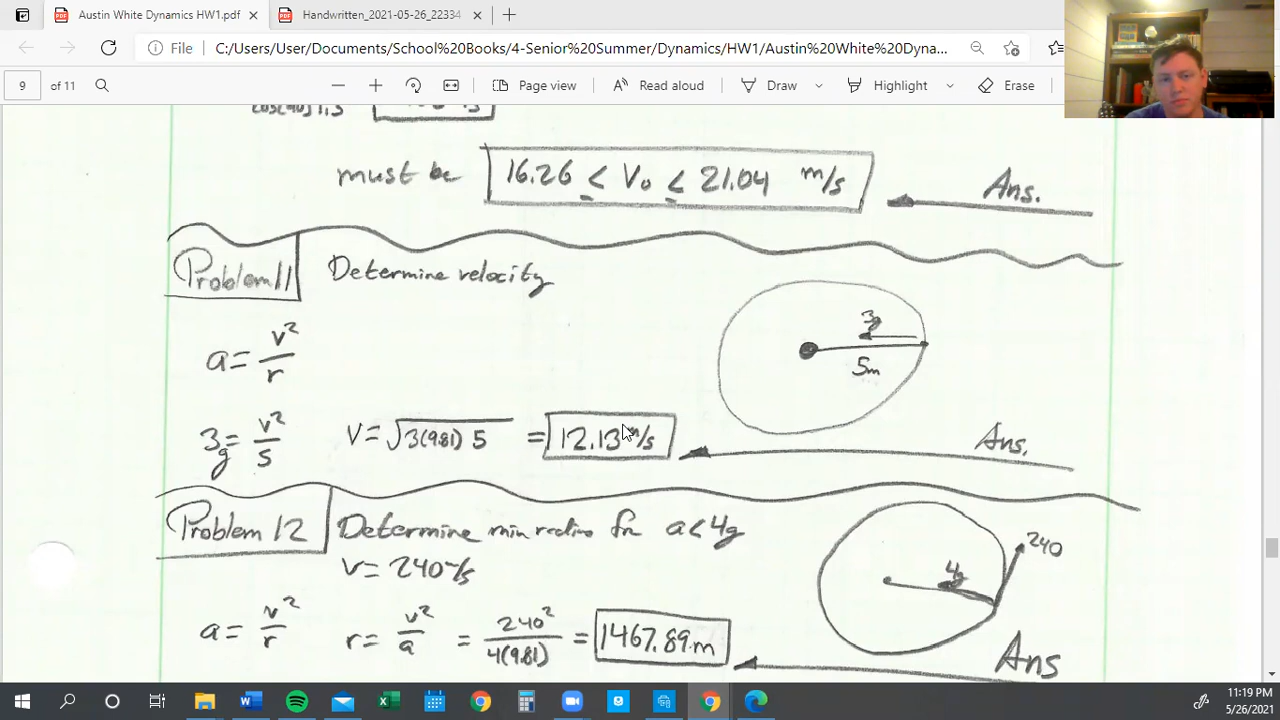 Austin White Dynamics HW1.pdf
Handwritten_2021-05-26_22334
File
C:/Users/User/Documents/School%20Books/4-Senior%20Summer/Dynamics/HW1/Austin%20White%20Dyna...
9 of 11
Page view
Read aloud
Draw
Highlight
Erase
must be 16.26 ≤ V₀ ≤ 21.04 m/s
Ans.
Problem 11 Determine velocity
a = v²/r
3g
5m
3g = v²/5 V = √3(9.81) 5 = 12.13 m/s
Ans.
Problem 12 Determine min radius for a < 4g
v = 240 m/s
240
4g
a = v²/r r = v²/a = 240²/4(9.81) = 1467.89 m
Ans
11:19 PM
5/26/2021